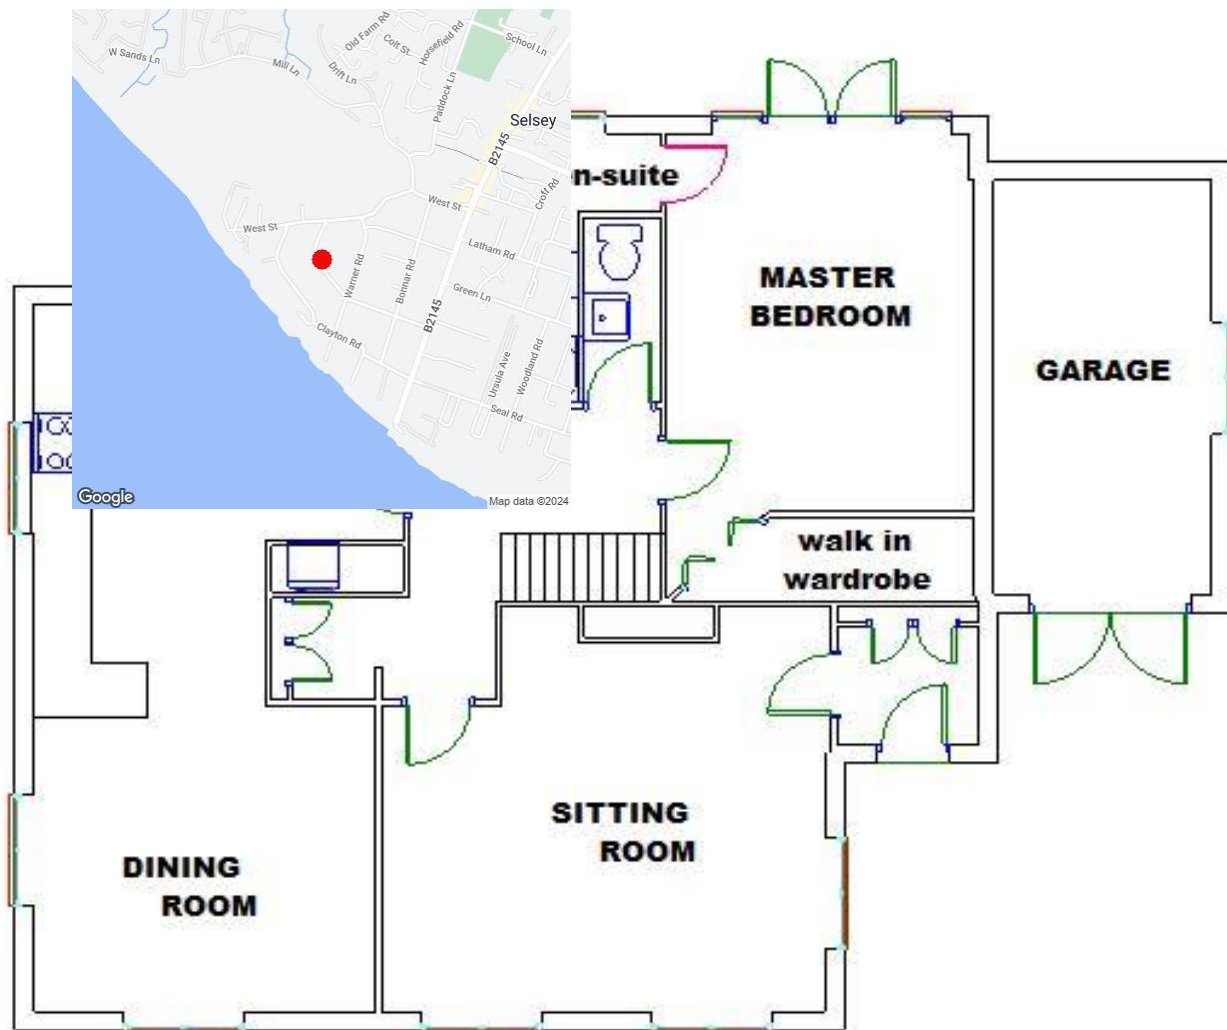 Old Farm Rd
Colt St
Horsefield Rd
School Ln
W Sands Ln
Mill Ln
Drift Ln
Paddock Ln
Selsey
B2145
Croft Rd
West St
West St
Latham Rd
Warner Rd
Bonnar Rd
Green Ln
B2145
Clayton Rd
Ursula Ave
Woodland Rd
Seal Rd
Google
Map data ©2024
n-suite
MASTER
BEDROOM
GARAGE
walk in
wardrobe
SITTING
ROOM
DINING
ROOM